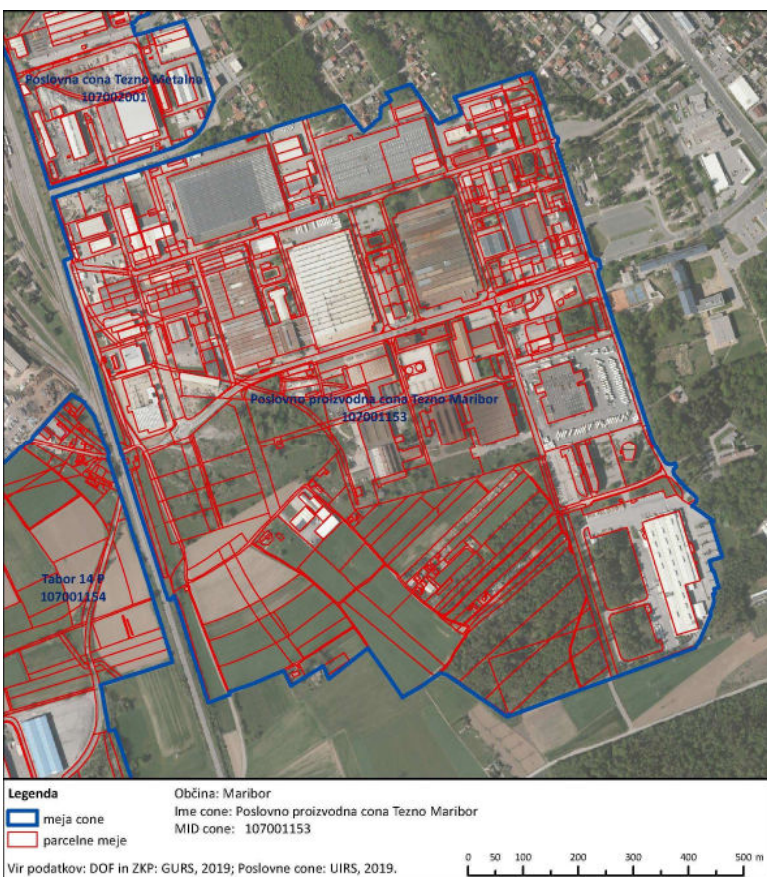 Poslovna cona Tezno Metalna
107002001
Poslovno proizvodna cona Tezno Maribor
107001153
Tabor 14 P
107001154
Legenda
meja cone
parcelne meje
Občina: Maribor
Ime cone: Poslovno proizvodna cona Tezno Maribor
MID cone: 107001153
Vir podatkov: DOF in ZKP: GURS, 2019; Poslovne cone: UIRS, 2019.
0 50 100 200 300 400 500 m